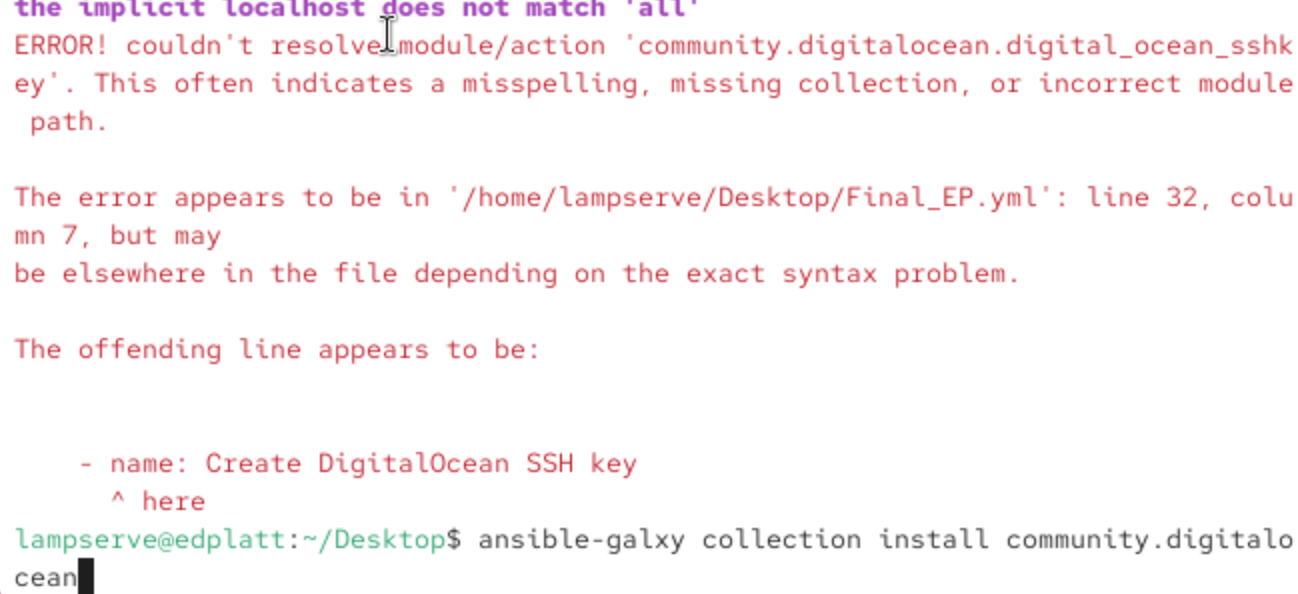 the implicit localhost does not match 'all'
ERROR! couldn't resolve module/action 'community.digitalocean.digital_ocean_sshk
ey'. This often indicates a misspelling, missing collection, or incorrect module
 path.
The error appears to be in '/home/lampserve/Desktop/Final_EP.yml': line 32, colu
mn 7, but may
be elsewhere in the file depending on the exact syntax problem.
The offending line appears to be:
    - name: Create DigitalOcean SSH key
      ^ here
lampserve@edplatt:~/Desktop$ ansible-galxy collection install community.digitalo
cean